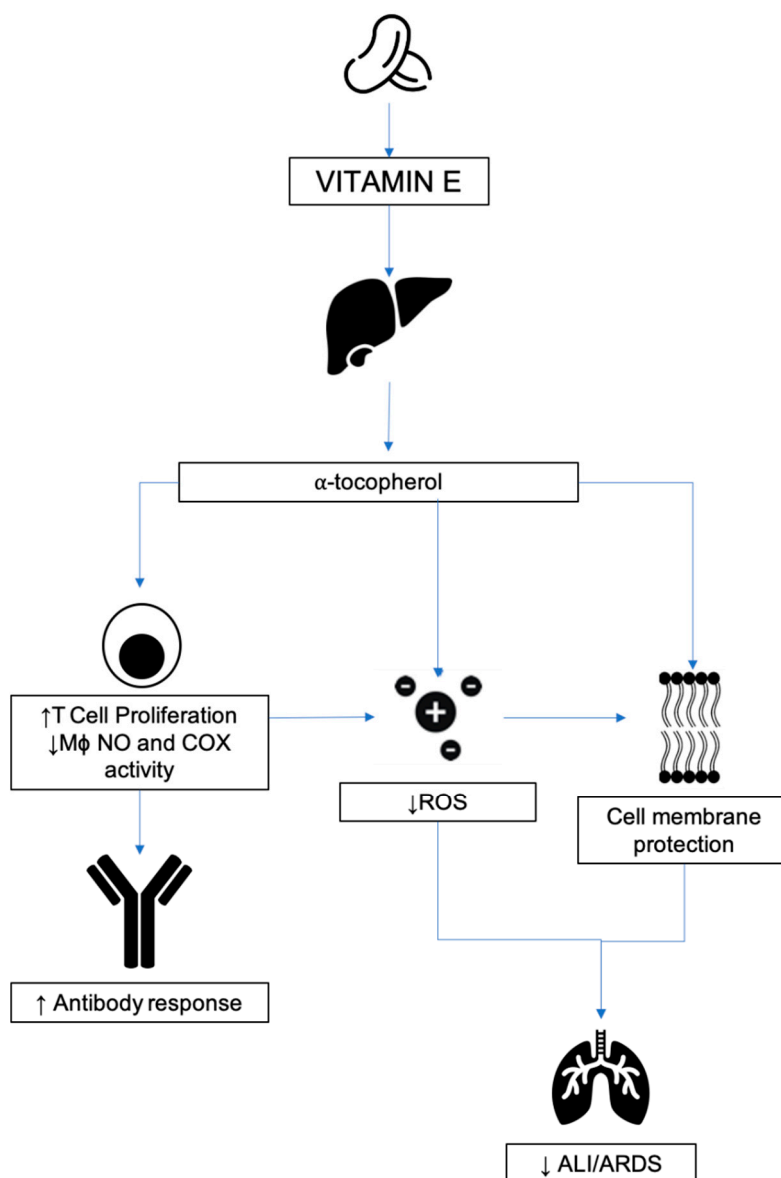 VITAMIN E
α-tocopherol
↑T Cell Proliferation
↓Mϕ NO and COX
activity
↓ROS
Cell membrane
protection
↑ Antibody response
↓ ALI/ARDS